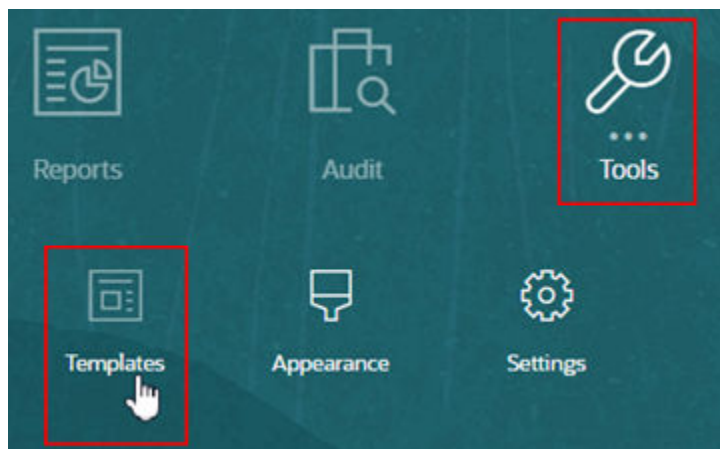 Reports
Audit
Tools
Templates
Appearance
Settings